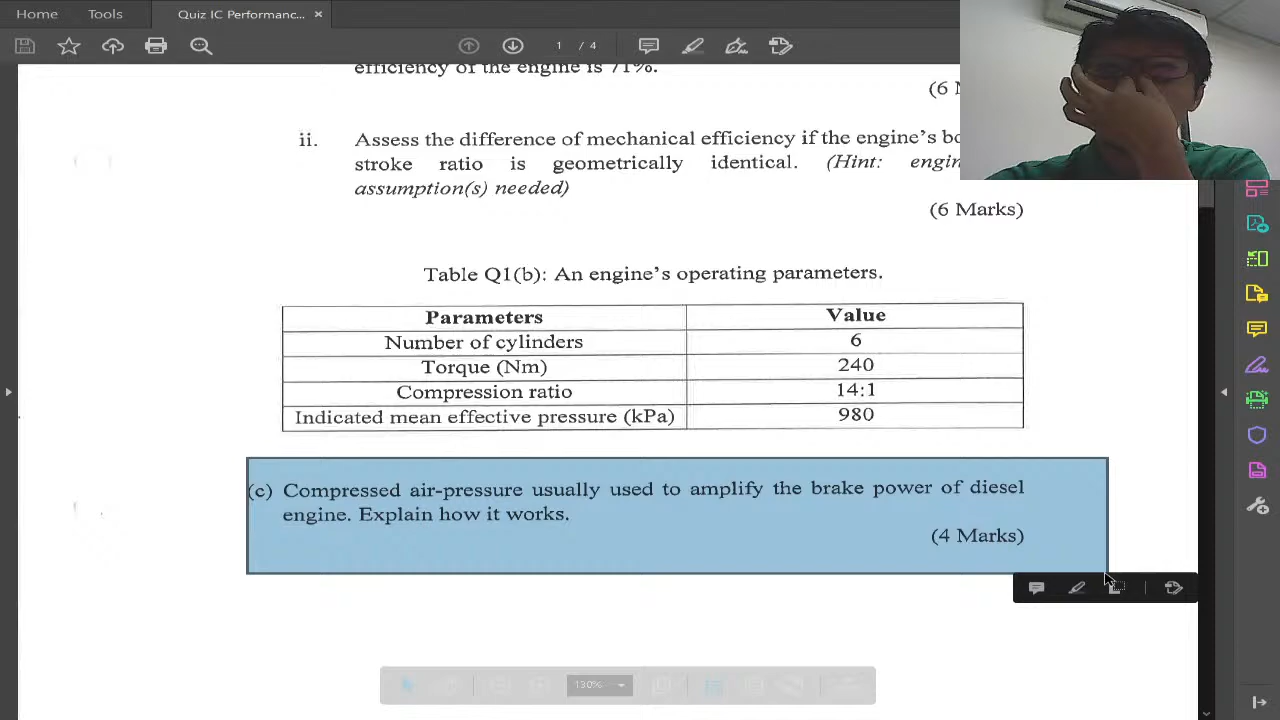 Home Tools Quiz IC Performanc... ×
1 / 4
efficiency of the engine is 71%.
(6
ii. Assess the difference of mechanical efficiency if the engine's
stroke ratio is geometrically identical. (Hint:
assumption(s) needed)
(6 Marks)
Table Q1(b): An engine's operating parameters.
Parameters Value
Number of cylinders 6
Torque (Nm) 240
Compression ratio 14:1
Indicated mean effective pressure (kPa) 980
(c) Compressed air-pressure usually used to amplify the brake power of diesel
engine. Explain how it works.
(4 Marks)
130%